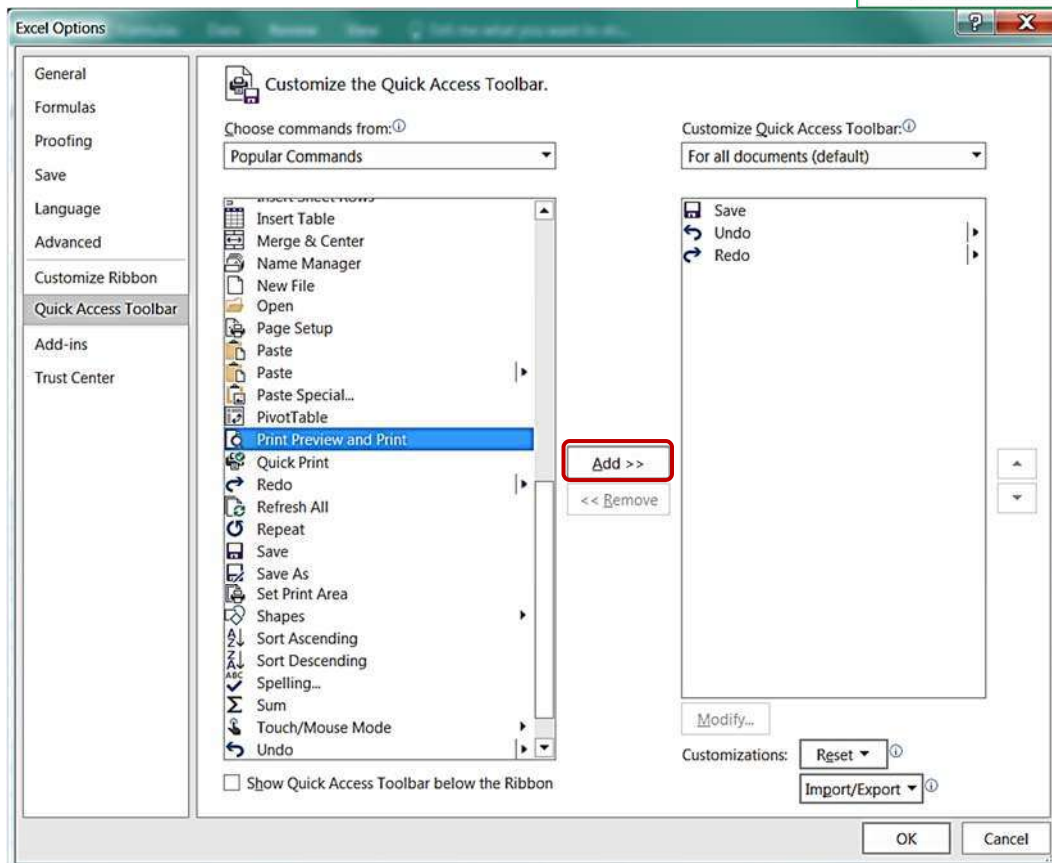 Excel Options
General
Formulas
Proofing
Save
Language
Advanced
Customize Ribbon
Quick Access Toolbar
Add-ins
Trust Center
Customize the Quick Access Toolbar.
Choose commands from:
Popular Commands
Insert Sheet Rows
Insert Table
Merge & Center
Name Manager
New File
Open
Page Setup
Paste
Paste
Paste Special...
PivotTable
Print Preview and Print
Quick Print
Redo
Refresh All
Repeat
Save
Save As
Set Print Area
Shapes
Sort Ascending
Sort Descending
Spelling...
Sum
Touch/Mouse Mode
Undo
Show Quick Access Toolbar below the Ribbon
Add >>
<< Remove
Customize Quick Access Toolbar:
For all documents (default)
Save
Undo
Redo
Modify...
Customizations:
Reset
Import/Export
OK
Cancel